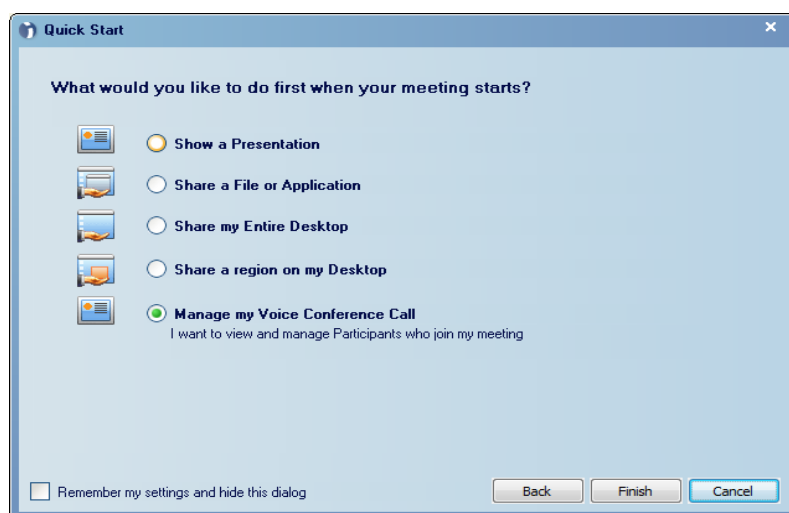 Quick Start
What would you like to do first when your meeting starts?
Show a Presentation
Share a File or Application
Share my Entire Desktop
Share a region on my Desktop
Manage my Voice Conference Call
I want to view and manage Participants who join my meeting
Remember my settings and hide this dialog
Back
Finish
Cancel